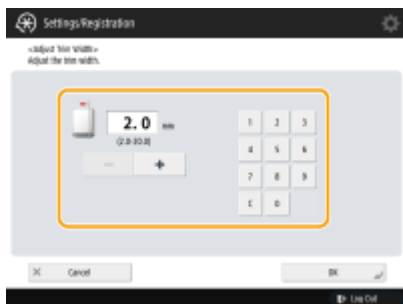 Settings/Registration
<Adjust Trim Width>
Adjust the trim width.
2.0 mm
(2.0-30.0)
− +
1 2 3
4 5 6
7 8 9
C 0
× Cancel
OK
Log Out